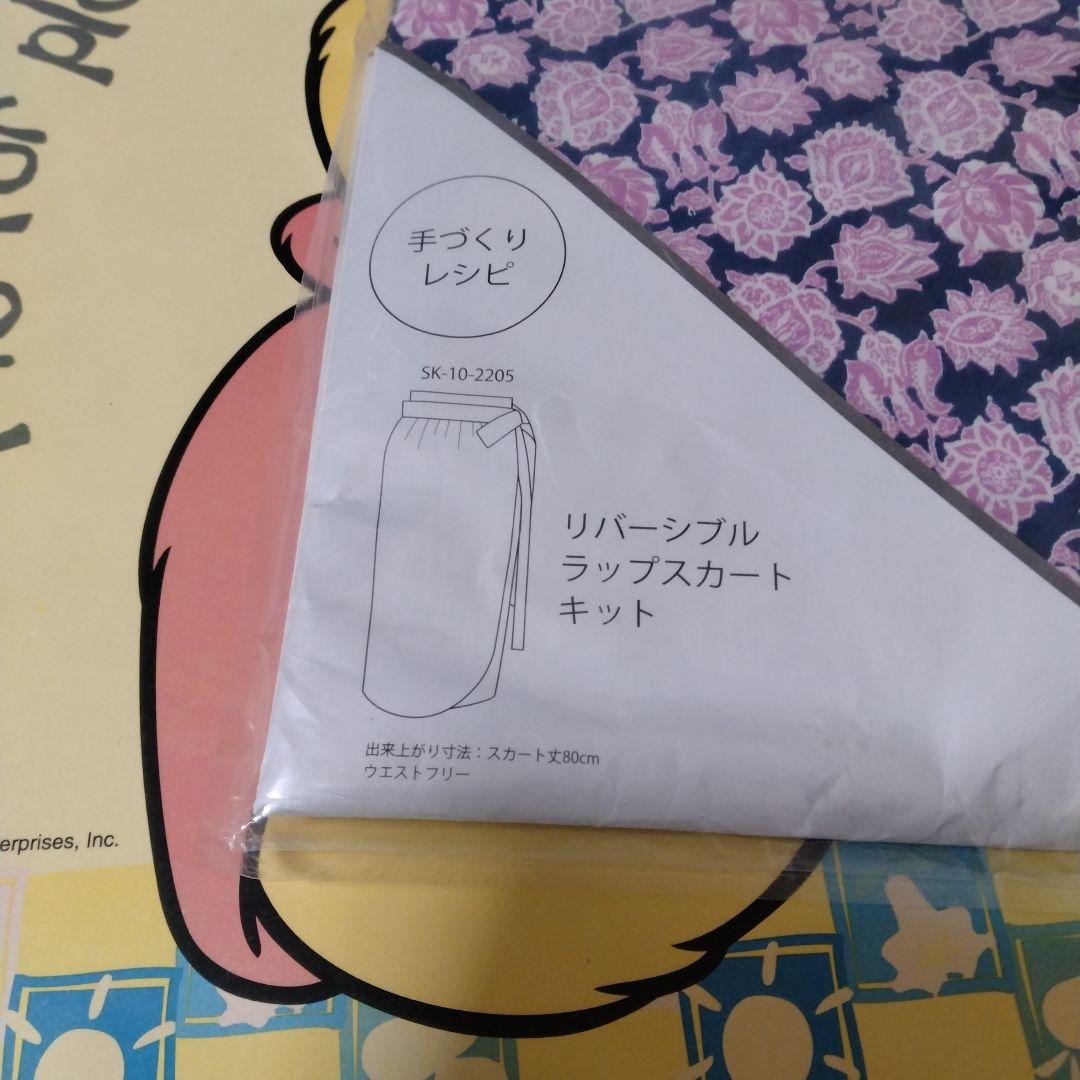 手づくり
レシピ
SK-10-2205
リバーシブル
ラップスカート
キット
出来上がり寸法：スカート丈80cm
ウエストフリー
erprises, Inc.